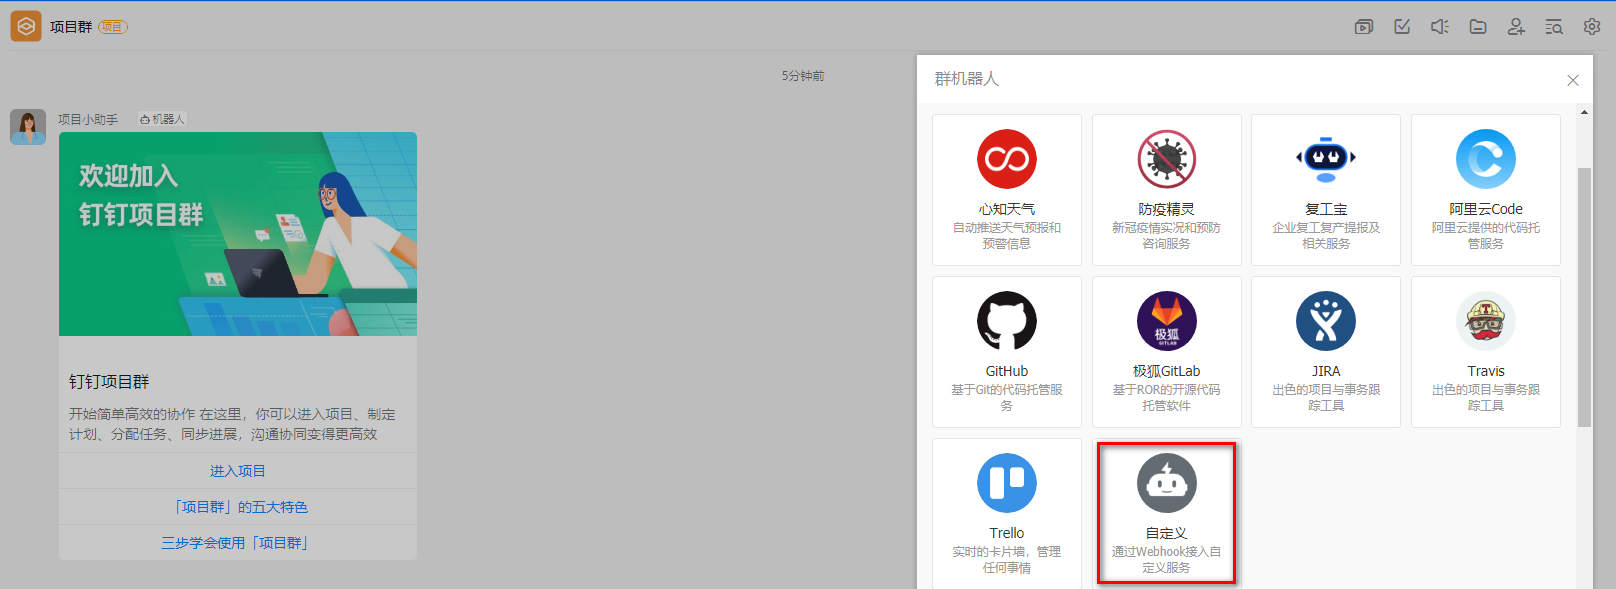 项目群 项目
5分钟前
项目小助手 机器人
欢迎加入
钉钉项目群
钉钉项目群
开始简单高效的协作 在这里，你可以进入项目、制定
计划、分配任务、同步进展，沟通协同变得更高效
进入项目
「项目群」的五大特色
三步学会使用「项目群」
群机器人
心知天气
自动推送天气预报和
预警信息
防疫精灵
新冠疫情实况和预防
咨询服务
复工宝
企业复工复产提报及
相关服务
阿里云Code
阿里云提供的代码托
管服务
GitHub
基于Git的代码托管服
务
极狐
GITLAB
极狐GitLab
基于ROR的开源代码
托管软件
JIRA
出色的项目与事务跟
踪工具
Travis
出色的项目与事务跟
踪工具
Trello
实时的卡片墙，管理
任何事情
自定义
通过Webhook接入自
定义服务